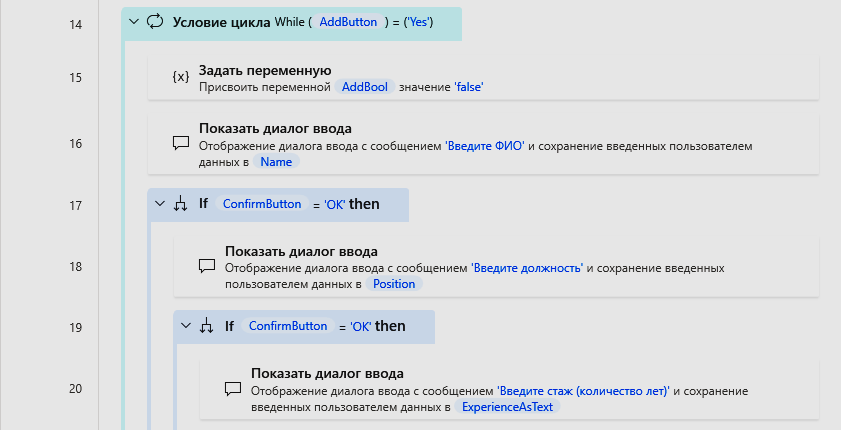 14
Условие цикла While ( AddButton ) = ('Yes')
15
{x} Задать переменную
Присвоить переменной AddBool значение 'false'
16
Показать диалог ввода
Отображение диалога ввода с сообщением 'Введите ФИО' и сохранение введенных пользователем
данных в Name
17
If ConfirmButton = 'OK' then
18
Показать диалог ввода
Отображение диалога ввода с сообщением 'Введите должность' и сохранение введенных
пользователем данных в Position
19
If ConfirmButton = 'OK' then
20
Показать диалог ввода
Отображение диалога ввода с сообщением 'Введите стаж (количество лет)' и сохранение
введенных пользователем данных в ExperienceAsText